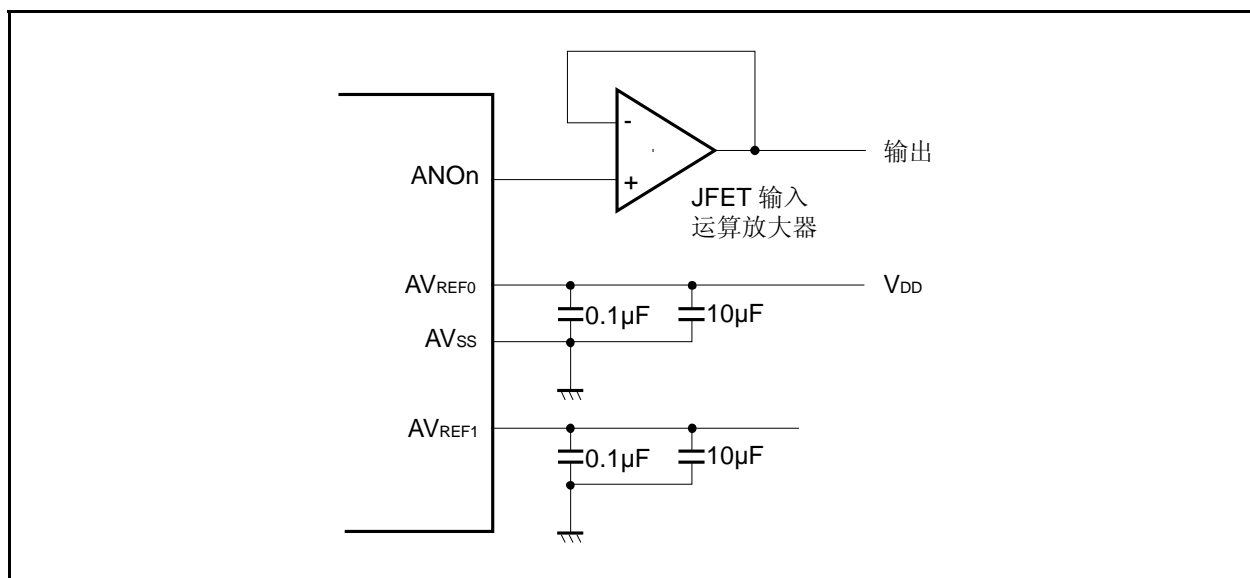 -
ANOn
+
输出
JFET 输入
运算放大器
AVREF0
VDD
0.1µF
10µF
AVSS
AVREF1
0.1µF
10µF